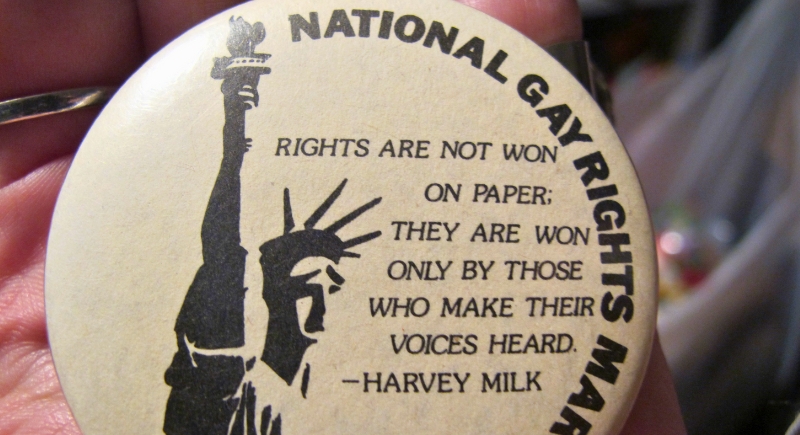 NATIONAL GAY RIGHTS MAR
RIGHTS ARE NOT WON
ON PAPER;
THEY ARE WON
ONLY BY THOSE
WHO MAKE THEIR
VOICES HEARD.
—HARVEY MILK